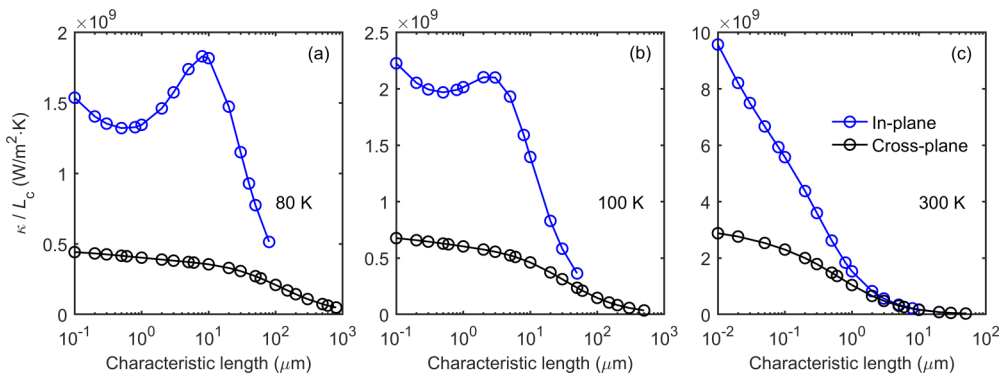 ×10⁹
2
1.5
1
0.5
0
κ / L_c (W/m²·K)
(a)
80 K
10⁻¹ 10⁰ 10¹ 10² 10³
Characteristic length (μm)
×10⁹
2.5
2
1.5
1
0.5
0
(b)
100 K
10⁻¹ 10⁰ 10¹ 10² 10³
Characteristic length (μm)
×10⁹
10
8
6
4
2
0
(c)
In-plane
Cross-plane
300 K
10⁻² 10⁻¹ 10⁰ 10¹ 10²
Characteristic length (μm)